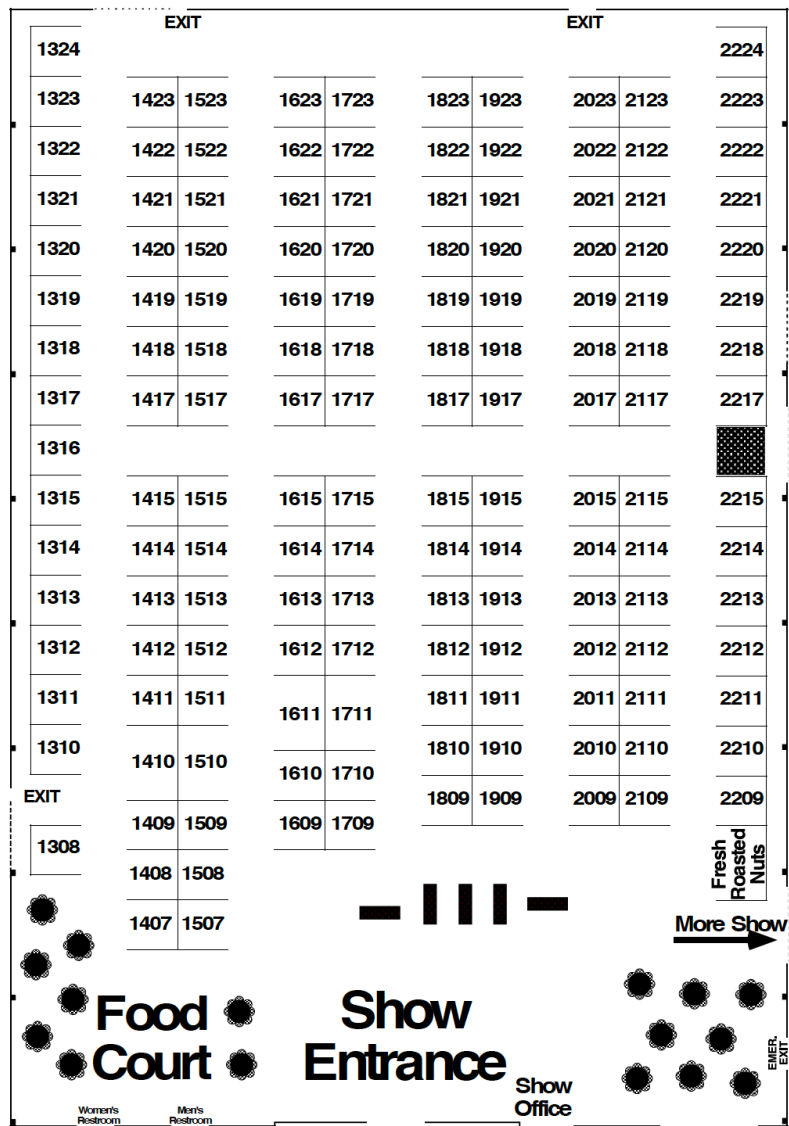 EXIT EXIT
1324 2224
1323 1423 1523 1623 1723 1823 1923 2023 2123 2223
1322 1422 1522 1622 1722 1822 1922 2022 2122 2222
1321 1421 1521 1621 1721 1821 1921 2021 2121 2221
1320 1420 1520 1620 1720 1820 1920 2020 2120 2220
1319 1419 1519 1619 1719 1819 1919 2019 2119 2219
1318 1418 1518 1618 1718 1818 1918 2018 2118 2218
1317 1417 1517 1617 1717 1817 1917 2017 2117 2217
1316
1315 1415 1515 1615 1715 1815 1915 2015 2115 2215
1314 1414 1514 1614 1714 1814 1914 2014 2114 2214
1313 1413 1513 1613 1713 1813 1913 2013 2113 2213
1312 1412 1512 1612 1712 1812 1912 2012 2112 2212
1311 1411 1511 1611 1711 1811 1911 2011 2111 2211
1310 1410 1510 1610 1710 1810 1910 2010 2110 2210
EXIT
1409 1509 1609 1709 1809 1909 2009 2109 2209
1308
1408 1508
Fresh
Roasted
Nuts
1407 1507
More Show
Food
Court
Show
Entrance
EMER.
EXIT
Show
Office
Women's
Restroom
Men's
Restroom